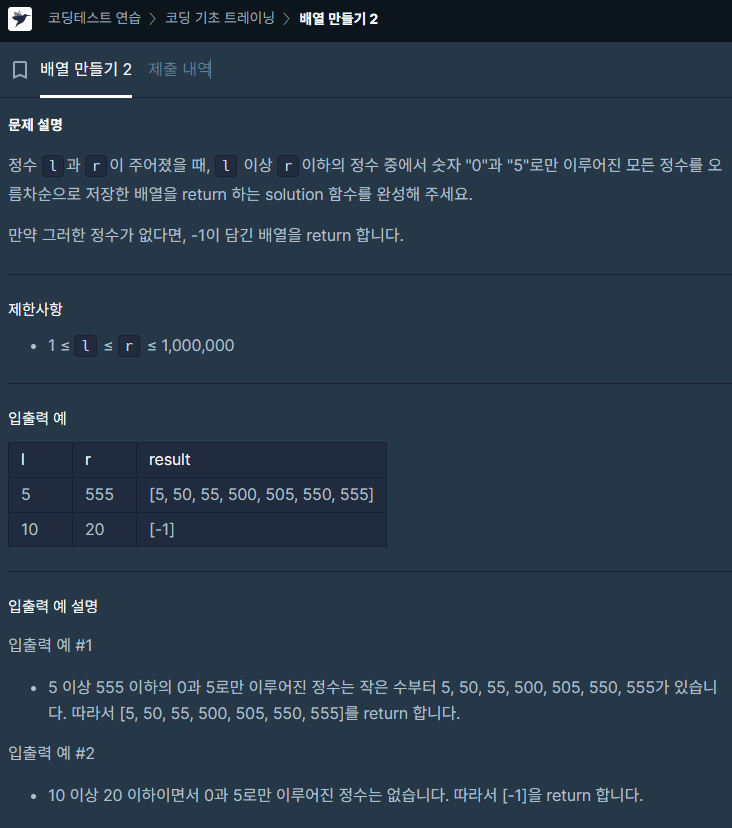 코딩테스트 연습 > 코딩 기초 트레이닝 > 배열 만들기 2
배열 만들기 2 제출 내역
문제 설명
정수 l과 r이 주어졌을 때, l 이상 r이하의 정수 중에서 숫자 "0"과 "5"로만 이루어진 모든 정수를 오
름차순으로 저장한 배열을 return 하는 solution 함수를 완성해 주세요.
만약 그러한 정수가 없다면, -1이 담긴 배열을 return 합니다.
제한사항
• 1 ≤ l ≤ r ≤ 1,000,000
입출력 예
l r result
5 555 [5, 50, 55, 500, 505, 550, 555]
10 20 [-1]
입출력 예 설명
입출력 예 #1
• 5 이상 555 이하의 0과 5로만 이루어진 정수는 작은 수부터 5, 50, 55, 500, 505, 550, 555가 있습니
다. 따라서 [5, 50, 55, 500, 505, 550, 555]를 return 합니다.
입출력 예 #2
• 10 이상 20 이하이면서 0과 5로만 이루어진 정수는 없습니다. 따라서 [-1]을 return 합니다.